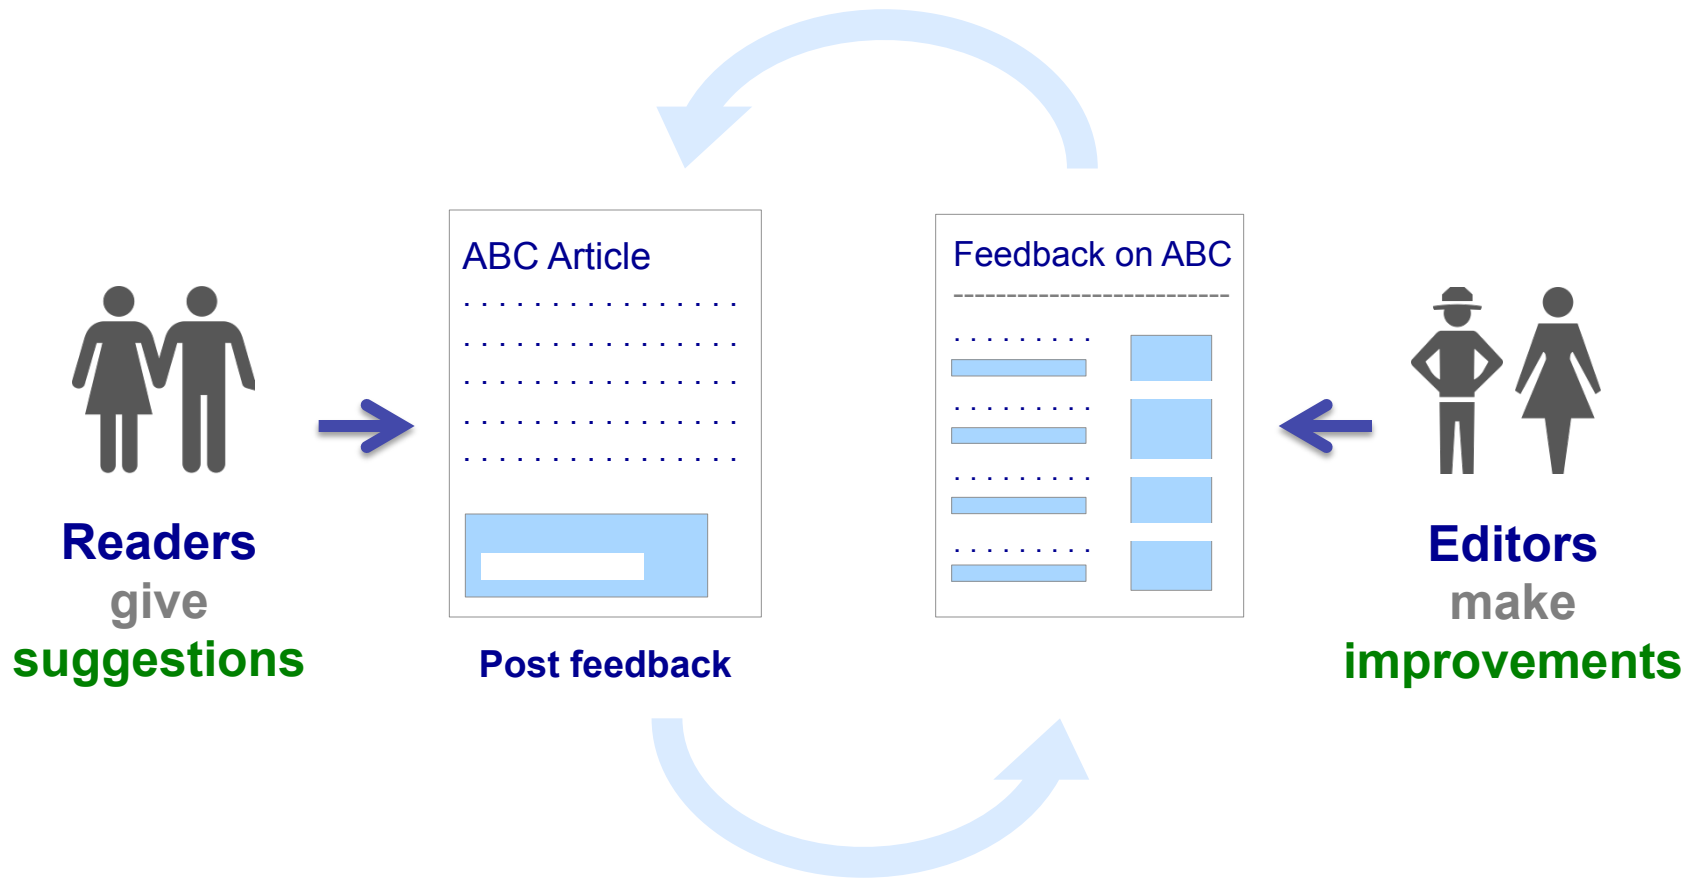 ABC Article
Feedback on ABC
Readers
give
suggestions
Post feedback
Editors
make
improvements